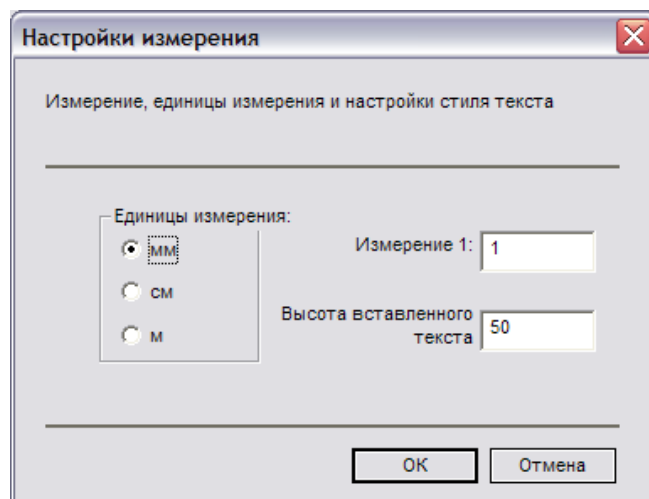 Настройки измерения
Измерение, единицы измерения и настройки стиля текста
Единицы измерения:
мм
см
м
Измерение 1: 1
Высота вставленного
текста 50
ОК
Отмена